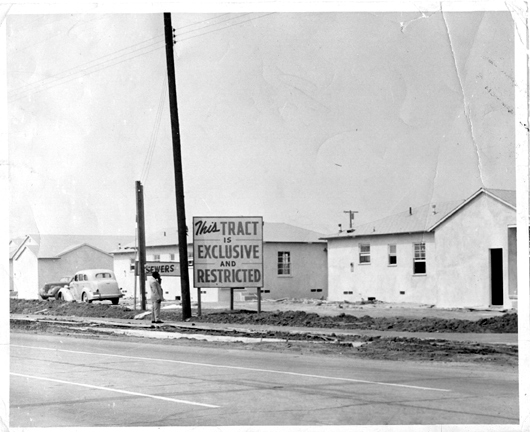 This TRACT
IS
EXCLUSIVE
AND
RESTRICTED
SEWERS